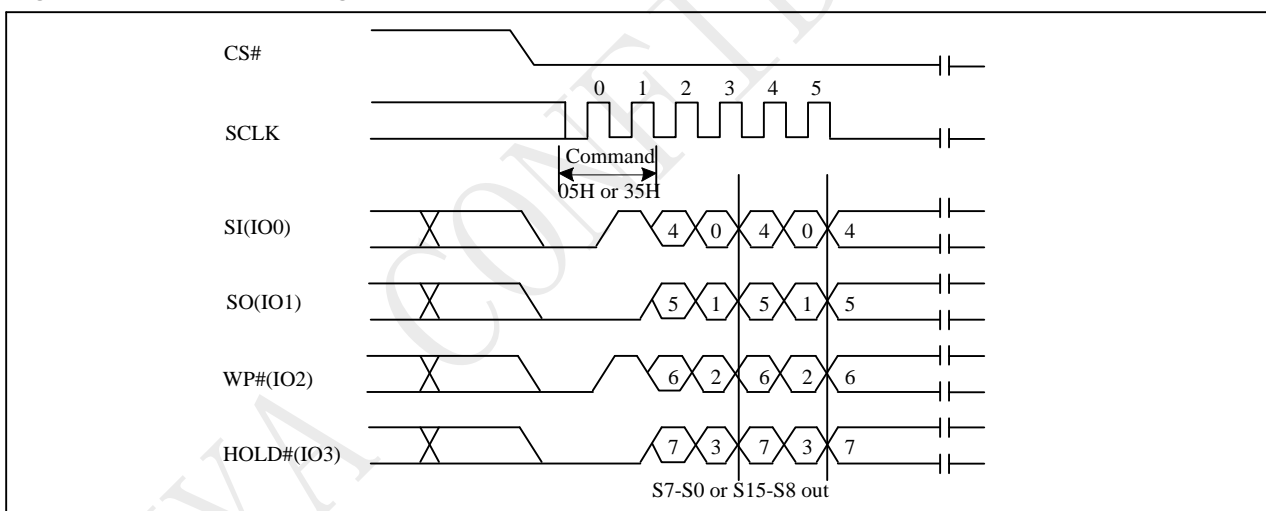 CS#
0 1 2 3 4 5
SCLK
Command
05H or 35H
SI(IO0) 4 0 4 0 4
SO(IO1) 5 1 5 1 5
WP#(IO2) 6 2 6 2 6
HOLD#(IO3) 7 3 7 3 7
S7-S0 or S15-S8 out